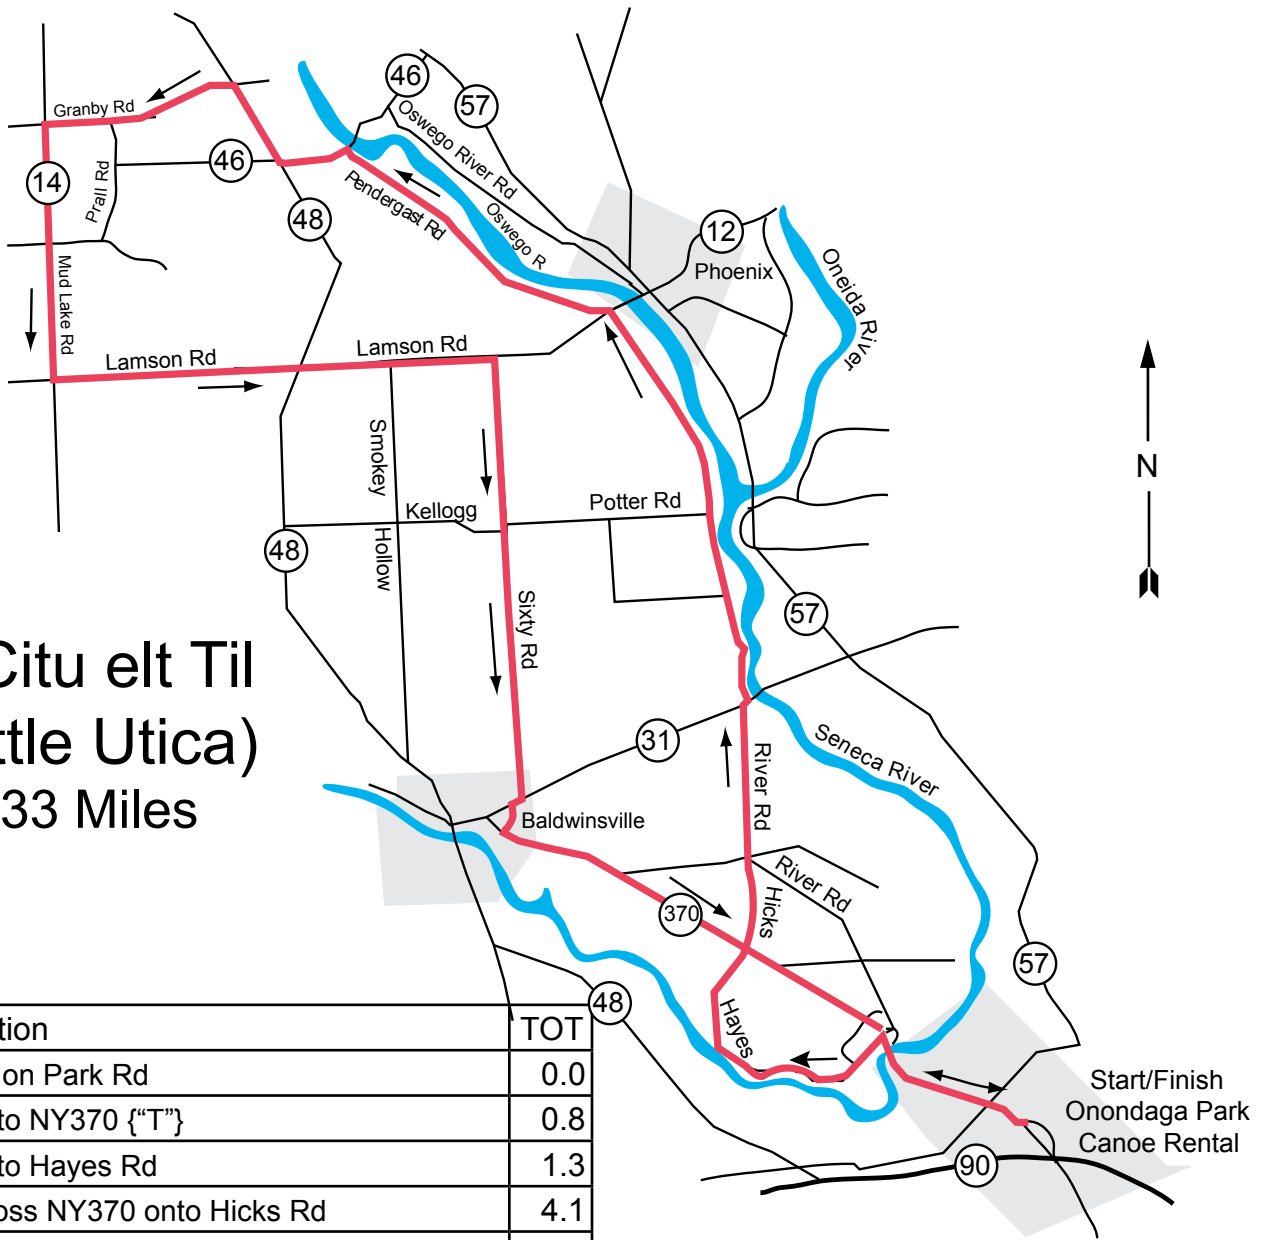 46
57
Granby Rd
Oswego River Rd
46
14
Prall Rd
Pendergast Rd
48
Oswego R
12
Phoenix
Oneida River
Mud Lake Rd
Lamson Rd
Lamson Rd
Smokey
Hollow
N
Kellogg
Potter Rd
48
Sixty Rd
57
Citu elt Til
ttle Utica)
33 Miles
31
River Rd
Seneca River
Baldwinsville
River Rd
Hicks
370
57
48
Hayes
tion TOT
on Park Rd 0.0
to NY370 {“T”} 0.8
to Hayes Rd 1.3
oss NY370 onto Hicks Rd 4.1
Start/Finish
Onondaga Park
Canoe Rental
90